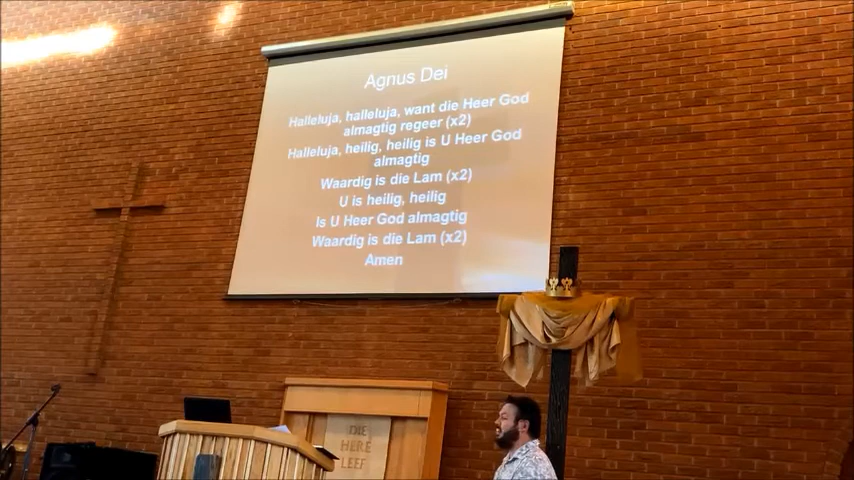 Agnus Dei
Halleluja, halleluja, want die Heer God
almagtig regeer (x2)
Halleluja, heilig, heilig is U Heer God
almagtig
Waardig is die Lam (x2)
U is heilig, heilig
Is U Heer God almagtig
Waardig is die Lam (x2)
Amen
DIE
HERE
LEEF